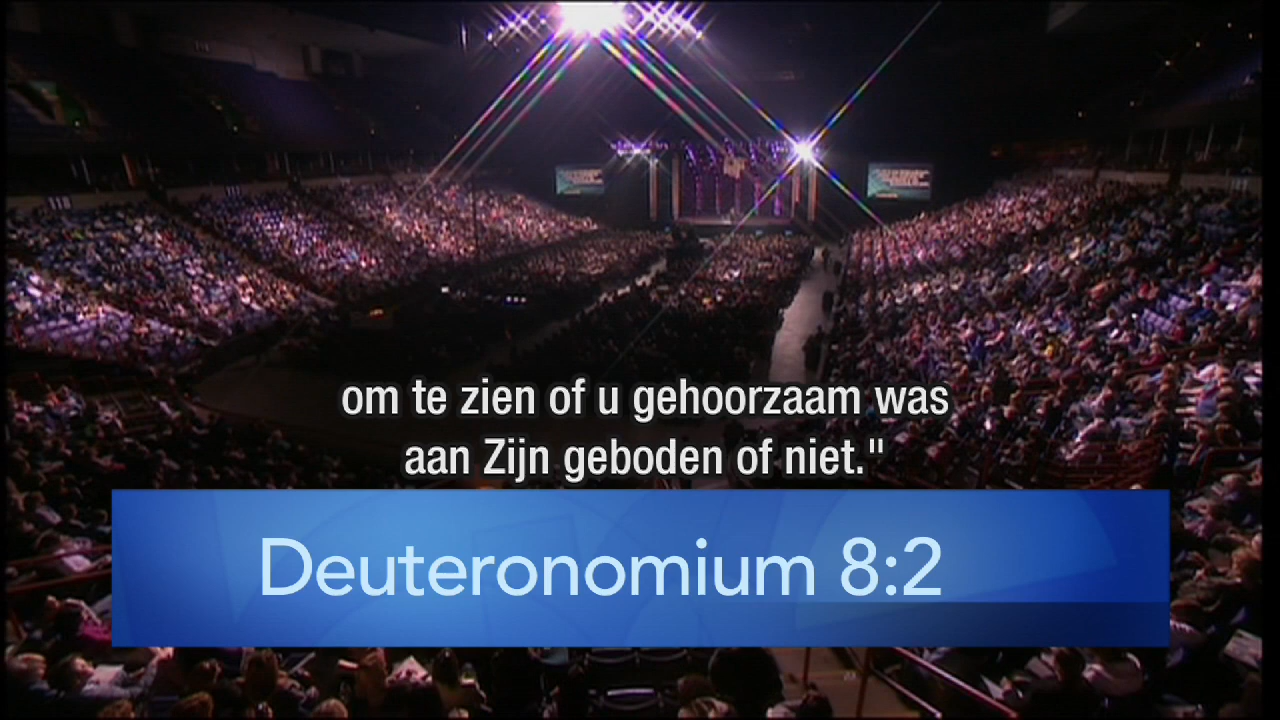 om te zien of u gehoorzaam was
aan Zijn geboden of niet."
Deuteronomium 8:2